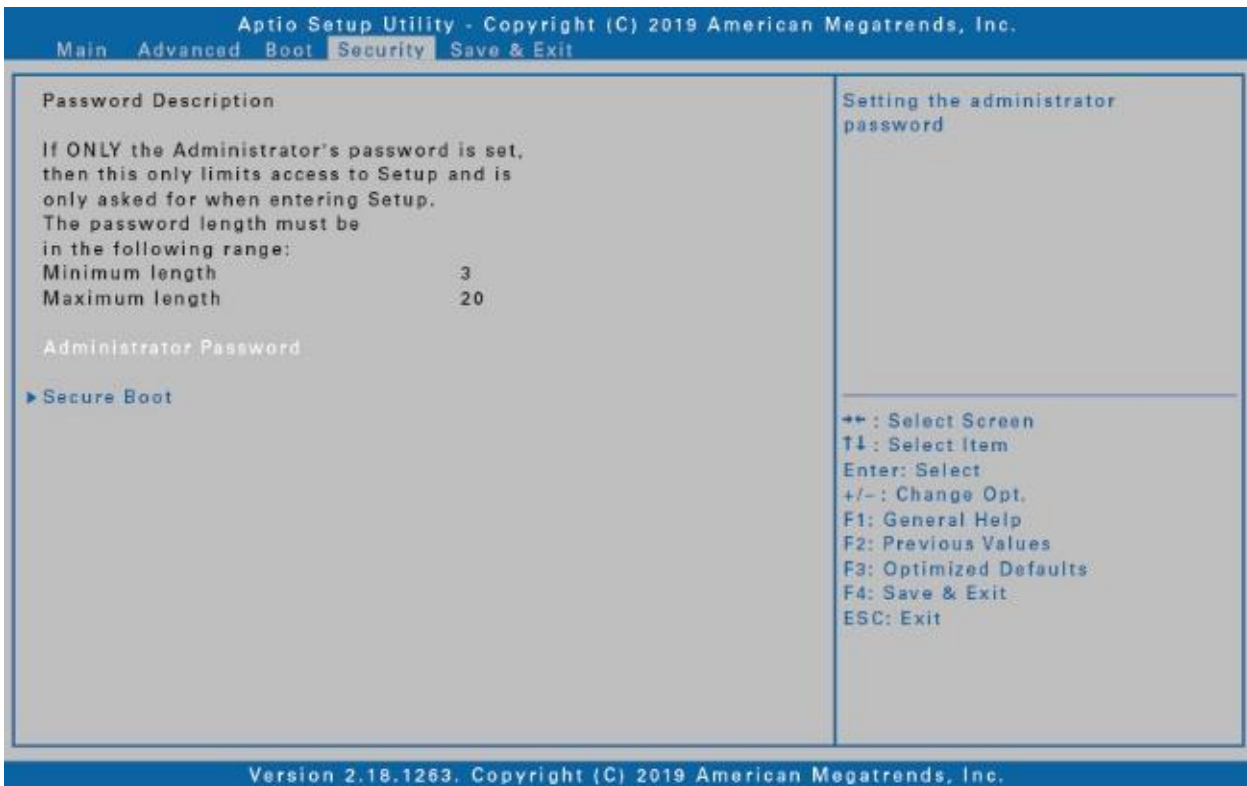 Aptio Setup Utility - Copyright (C) 2019 American Megatrends, Inc.
Main Advanced Boot Security Save & Exit
Password Description
If ONLY the Administrator's password is set,
then this only limits access to Setup and is
only asked for when entering Setup.
The password length must be
in the following range:
Minimum length 3
Maximum length 20
Administrator Password
▶ Secure Boot
Setting the administrator
password
→← : Select Screen
↑↓ : Select Item
Enter: Select
+/- : Change Opt.
F1: General Help
F2: Previous Values
F3: Optimized Defaults
F4: Save & Exit
ESC: Exit
Version 2.18.1263. Copyright (C) 2019 American Megatrends, Inc.